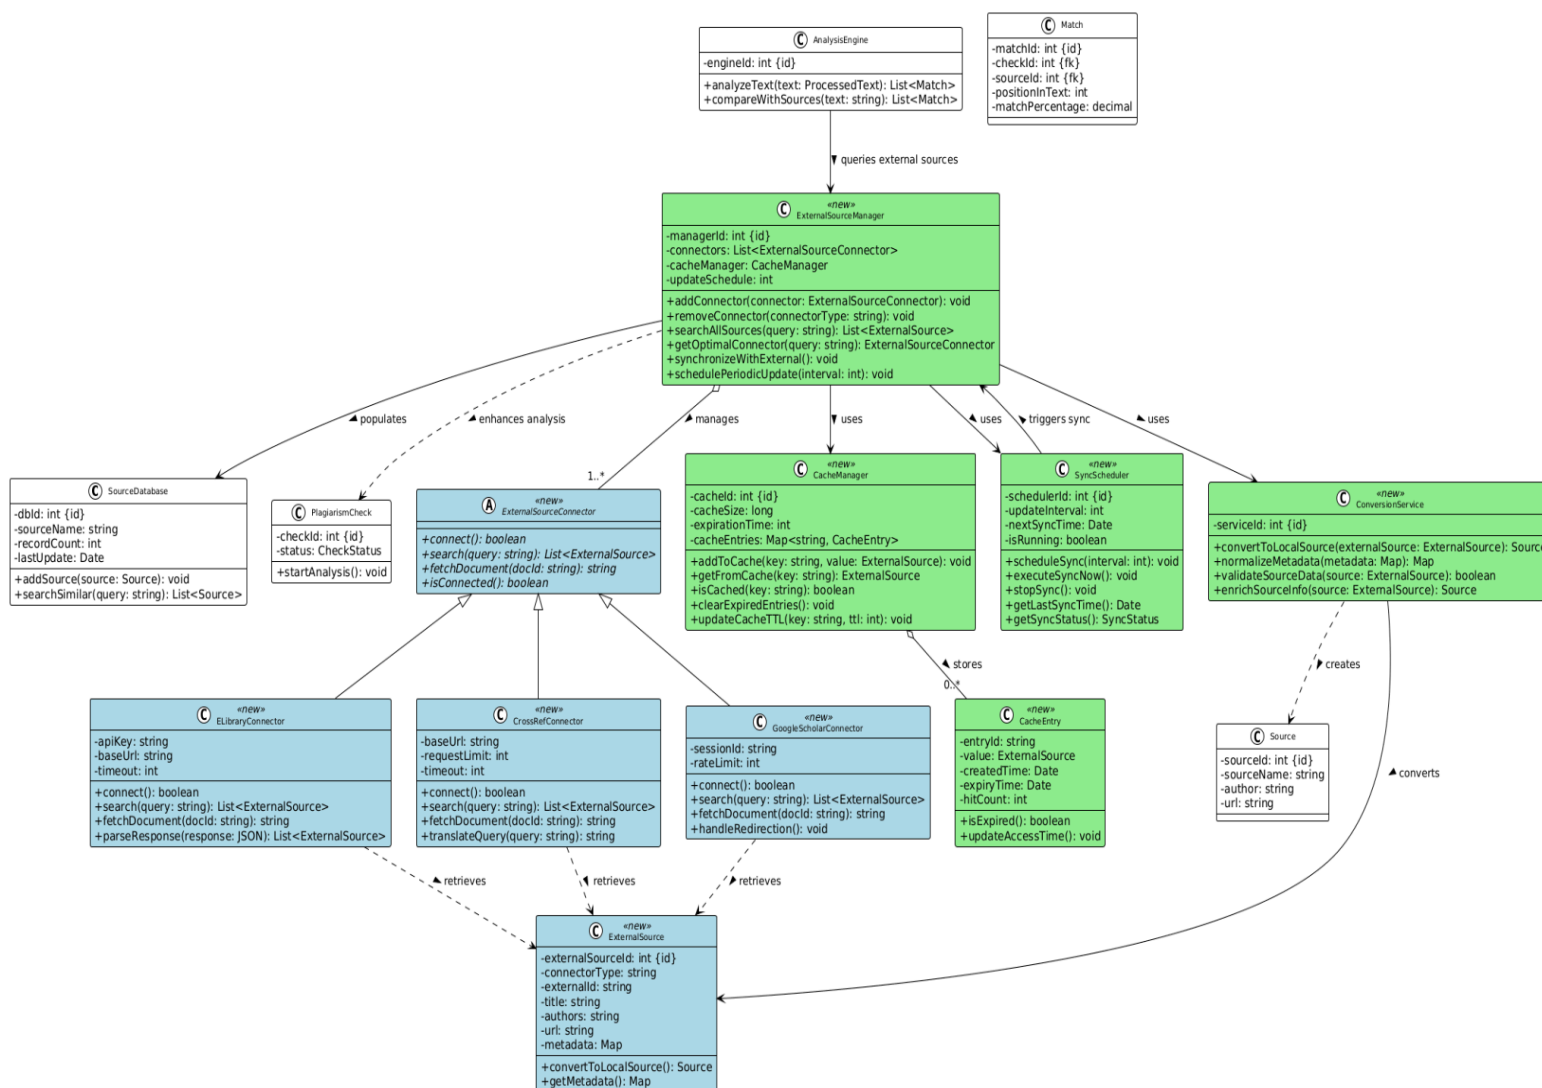 C AnalysisEngine
-engineId: int {id}
+analyzeText(text: ProcessedText): List<Match>
+compareWithSources(text: string): List<Match>
C Match
-matchId: int {id}
-checkId: int {fk}
-sourceId: int {fk}
-positionInText: int
-matchPercentage: decimal
queries external sources
«new»
C ExternalSourceManager
-managerId: int {id}
-connectors: List<ExternalSourceConnector>
-cacheManager: CacheManager
-updateSchedule: int
+addConnector(connector: ExternalSourceConnector): void
+removeConnector(connectorType: string): void
+searchAllSources(query: string): List<ExternalSource>
+getOptimalConnector(query: string): ExternalSourceConnector
+synchronizeWithExternal(): void
+schedulePeriodicUpdate(interval: int): void
populates
enhances analysis
manages
uses
uses
triggers sync
uses
1..*
C SourceDatabase
-dbId: int {id}
-sourceName: string
-recordCount: int
-lastUpdate: Date
+addSource(source: Source): void
+searchSimilar(query: string): List<Source>
C PlagiarismCheck
-checkId: int {id}
-status: CheckStatus
+startAnalysis(): void
«new»
A ExternalSourceConnector
+connect(): boolean
+search(query: string): List<ExternalSource>
+fetchDocument(docId: string): string
+isConnected(): boolean
«new»
C CacheManager
-cacheId: int {id}
-cacheSize: long
-expirationTime: int
-cacheEntries: Map<string, CacheEntry>
+addToCache(key: string, value: ExternalSource): void
+getFromCache(key: string): ExternalSource
+isCached(key: string): boolean
+clearExpiredEntries(): void
+updateCacheTTL(key: string, ttl: int): void
«new»
C SyncScheduler
-schedulerId: int {id}
-updateInterval: int
-nextSyncTime: Date
-isRunning: boolean
+scheduleSync(interval: int): void
+executeSyncNow(): void
+stopSync(): void
+getLastSyncTime(): Date
+getSyncStatus(): SyncStatus
«new»
C ConversionService
-serviceId: int {id}
+convertToLocalSource(externalSource: ExternalSource): Source
+normalizeMetadata(metadata: Map): Map
+validateSourceData(source: ExternalSource): boolean
+enrichSourceInfo(source: ExternalSource): Source
stores
0..*
creates
converts
«new»
C ELibraryConnector
-apiKey: string
-baseUrl: string
-timeout: int
+connect(): boolean
+search(query: string): List<ExternalSource>
+fetchDocument(docId: string): string
+parseResponse(response: JSON): List<ExternalSource>
«new»
C CrossRefConnector
-baseUrl: string
-requestLimit: int
-timeout: int
+connect(): boolean
+search(query: string): List<ExternalSource>
+fetchDocument(docId: string): string
+translateQuery(query: string): string
«new»
C GoogleScholarConnector
-sessionId: string
-rateLimit: int
+connect(): boolean
+search(query: string): List<ExternalSource>
+fetchDocument(docId: string): string
+handleRedirection(): void
«new»
C CacheEntry
-entryId: string
-value: ExternalSource
-createdTime: Date
-expiryTime: Date
-hitCount: int
+isExpired(): boolean
+updateAccessTime(): void
C Source
-sourceId: int {id}
-sourceName: string
-author: string
-url: string
retrieves
retrieves
retrieves
«new»
C ExternalSource
-externalSourceId: int {id}
-connectorType: string
-externalId: string
-title: string
-authors: string
-url: string
-metadata: Map
+convertToLocalSource(): Source
+getMetadata(): Map